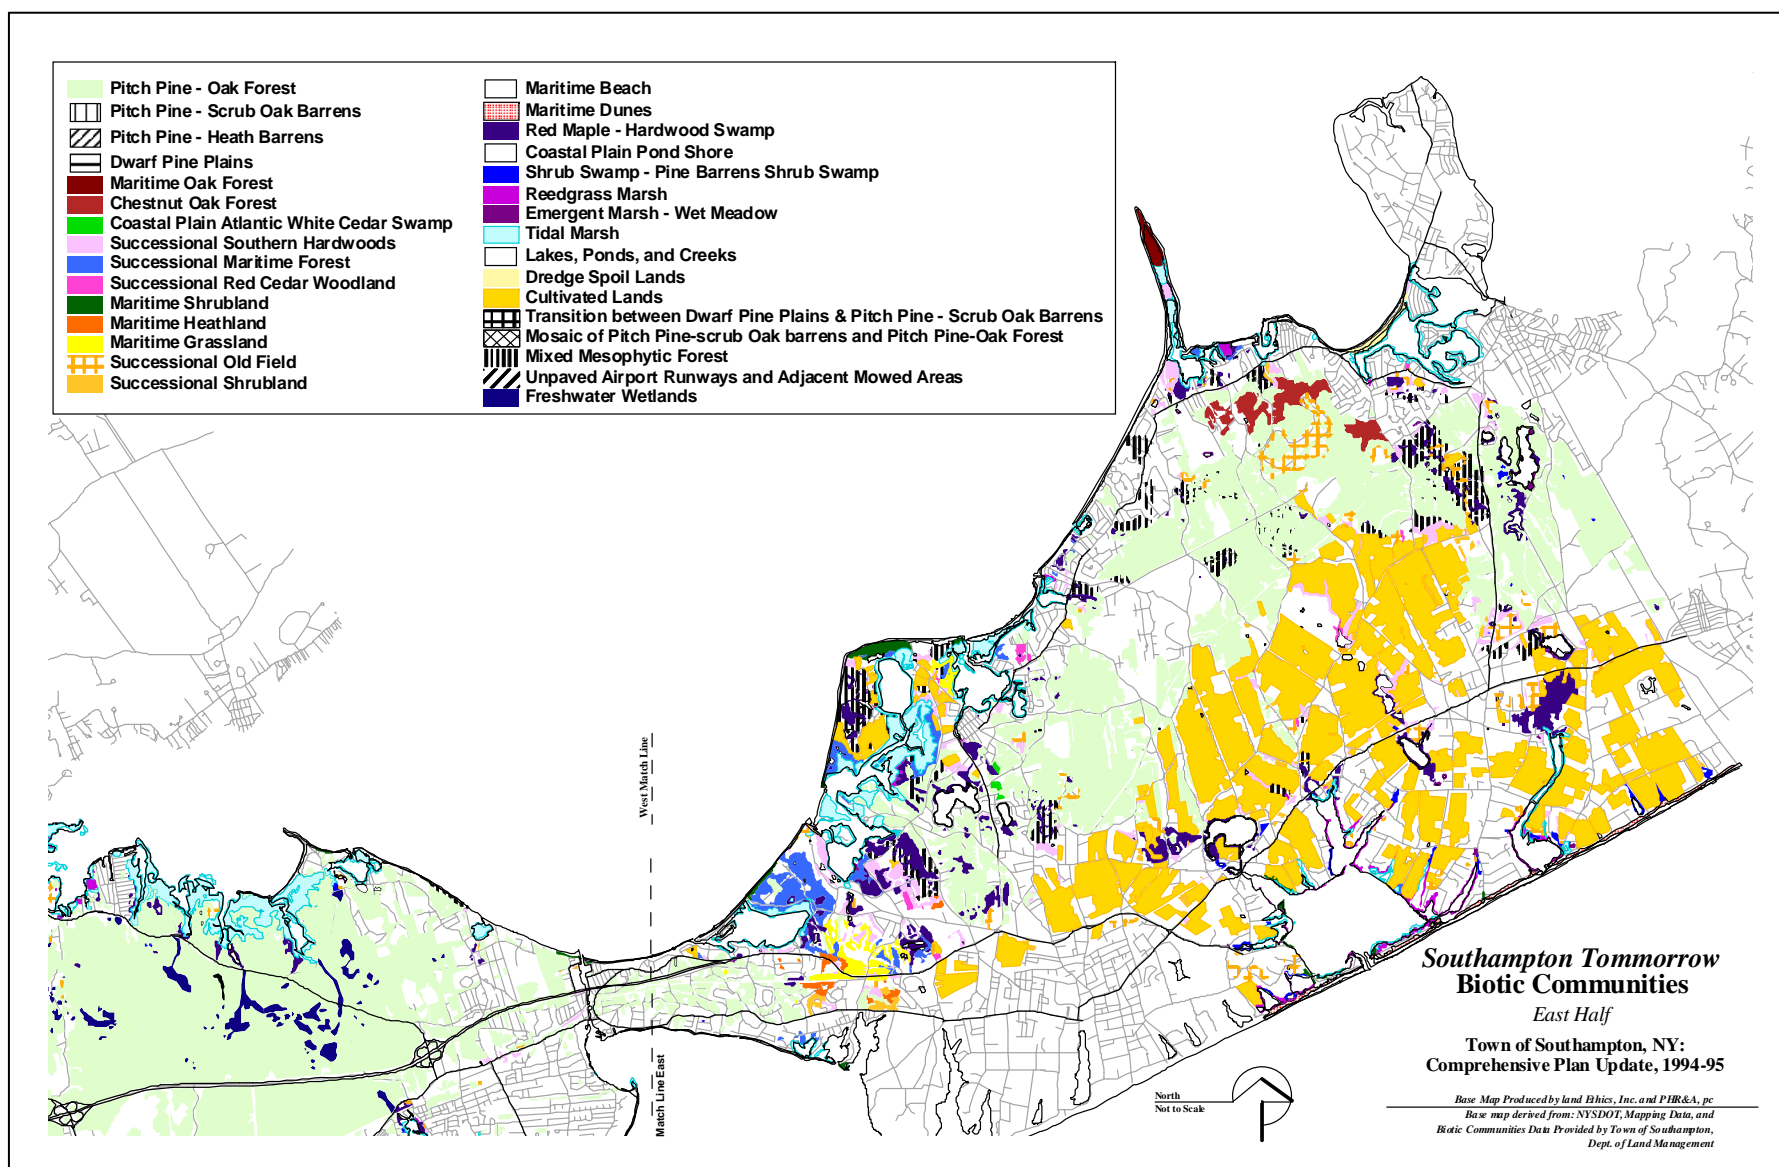 Pitch Pine - Oak Forest
Pitch Pine - Scrub Oak Barrens
Pitch Pine - Heath Barrens
Dwarf Pine Plains
Maritime Oak Forest
Chestnut Oak Forest
Coastal Plain Atlantic White Cedar Swamp
Successional Southern Hardwoods
Successional Maritime Forest
Successional Red Cedar Woodland
Maritime Shrubland
Maritime Heathland
Maritime Grassland
Successional Old Field
Successional Shrubland
Maritime Beach
Maritime Dunes
Red Maple - Hardwood Swamp
Coastal Plain Pond Shore
Shrub Swamp - Pine Barrens Shrub Swamp
Reedgrass Marsh
Emergent Marsh - Wet Meadow
Tidal Marsh
Lakes, Ponds, and Creeks
Dredge Spoil Lands
Cultivated Lands
Transition between Dwarf Pine Plains & Pitch Pine - Scrub Oak Barrens
Mosaic of Pitch Pine-scrub Oak barrens and Pitch Pine-Oak Forest
Mixed Mesophytic Forest
Unpaved Airport Runways and Adjacent Mowed Areas
Freshwater Wetlands
West Match Line
Match Line East
North
Not to Scale
Southampton Tommorrow
Biotic Communities
East Half
Town of Southampton, NY:
Comprehensive Plan Update, 1994-95
Base Map Produced by land Ethics, Inc. and PHR&A, pc
Base map derived from: NYSDOT, Mapping Data, and
Biotic Communities Data Provided by Town of Southampton,
Dept. of Land Management